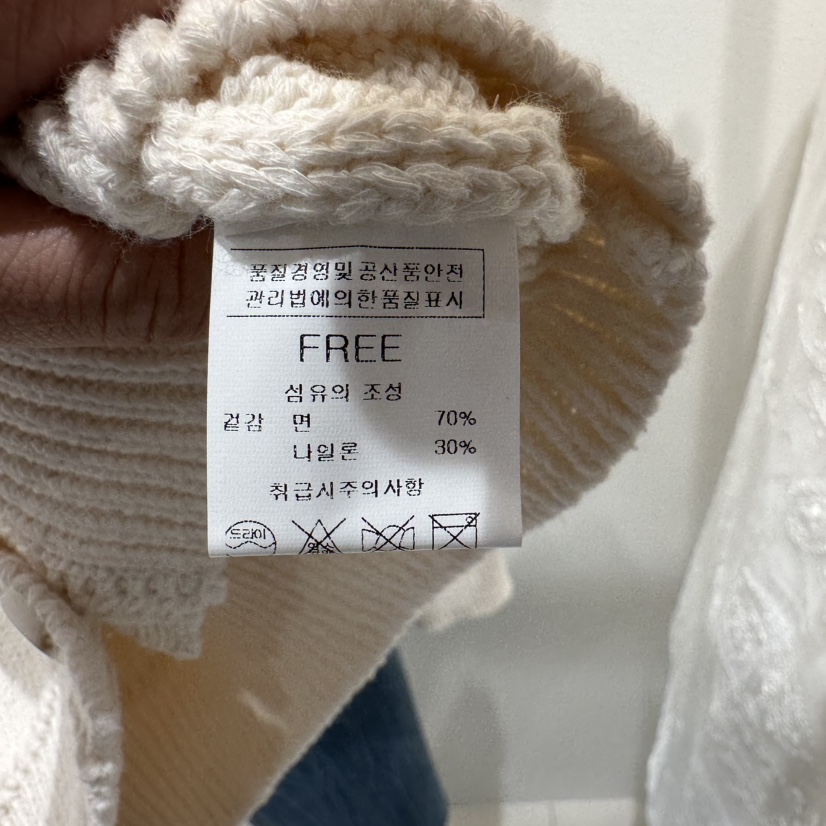 품질경영및공산품안전
관리법에의한품질표시
FREE
섬유의 조성
겉감 면 70%
나일론 30%
취급시주의사항
드라이